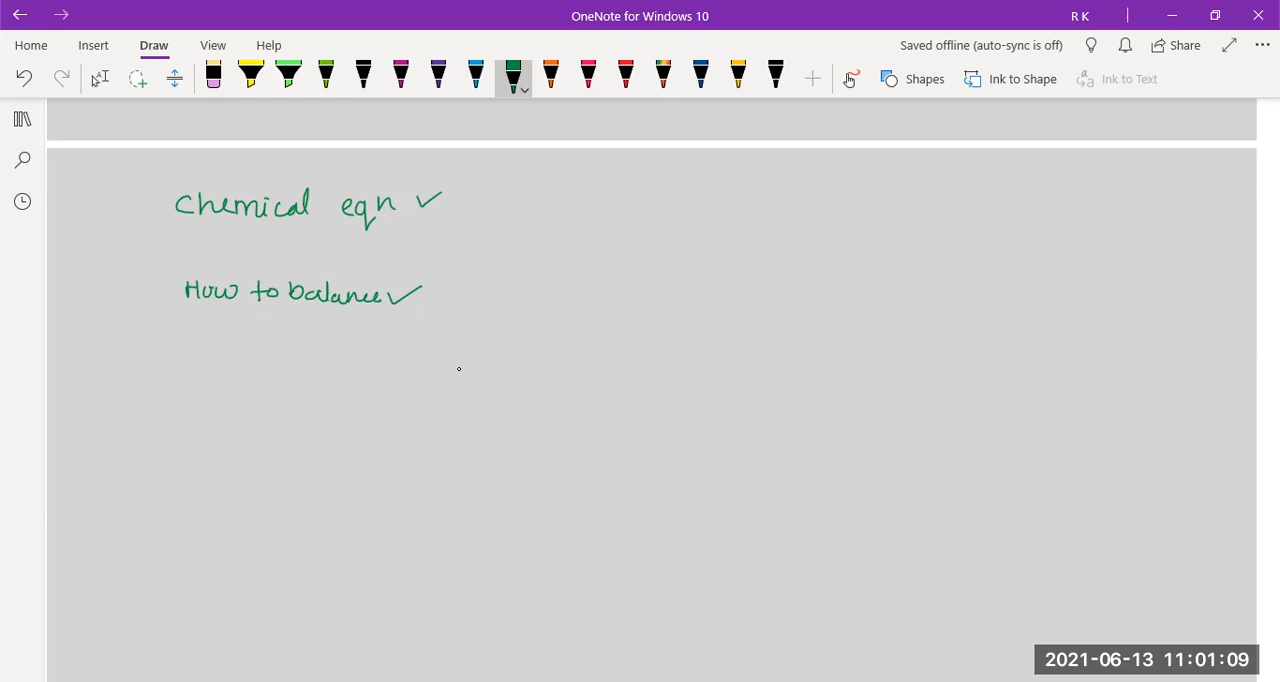 OneNote for Windows 10
R K
Home Insert Draw View Help
Saved offline (auto-sync is off) Share
Shapes Ink to Shape Ink to Text
Chemical eqn ✓
How to balance ✓
2021-06-13 11:01:09